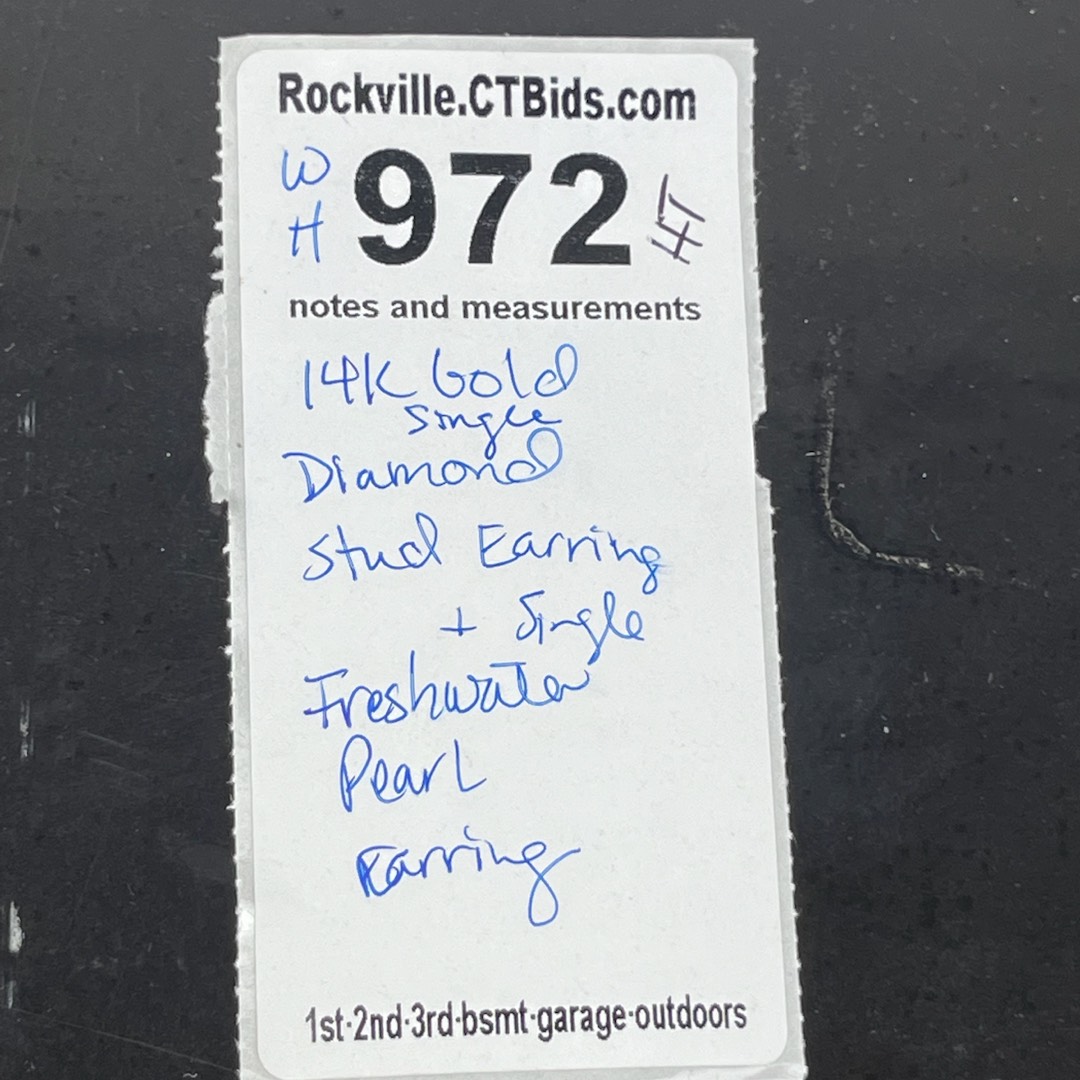 Rockville.CTBids.com
W
H
972
HT
notes and measurements
14K Gold
Single
Diamond
Stud Earring
+ Single
Freshwater
Pearl
Earring
1st·2nd·3rd·bsmt·garage·outdoors